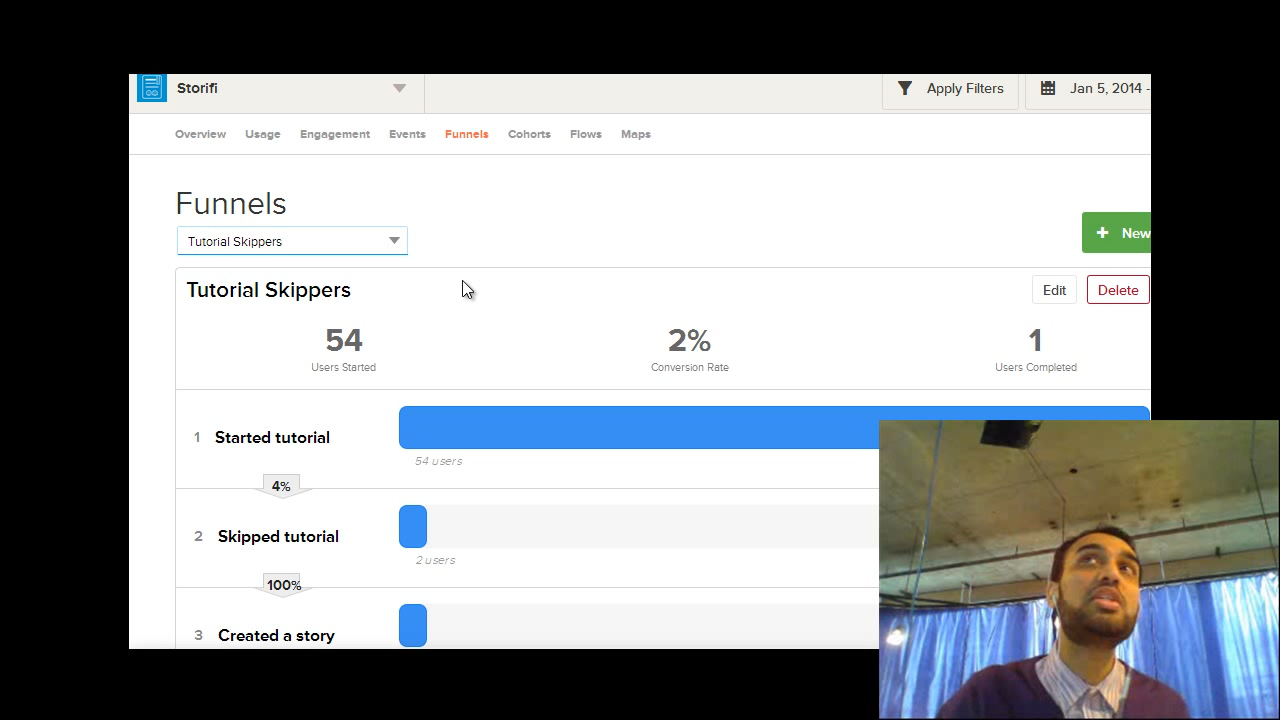 Storifi
Apply Filters
Jan 5, 2014 -
Overview Usage Engagement Events Funnels Cohorts Flows Maps
Funnels
Tutorial Skippers
+ New
Tutorial Skippers
Edit
Delete
54
Users Started
2%
Conversion Rate
1
Users Completed
1 Started tutorial
54 users
4%
2 Skipped tutorial
2 users
100%
3 Created a story